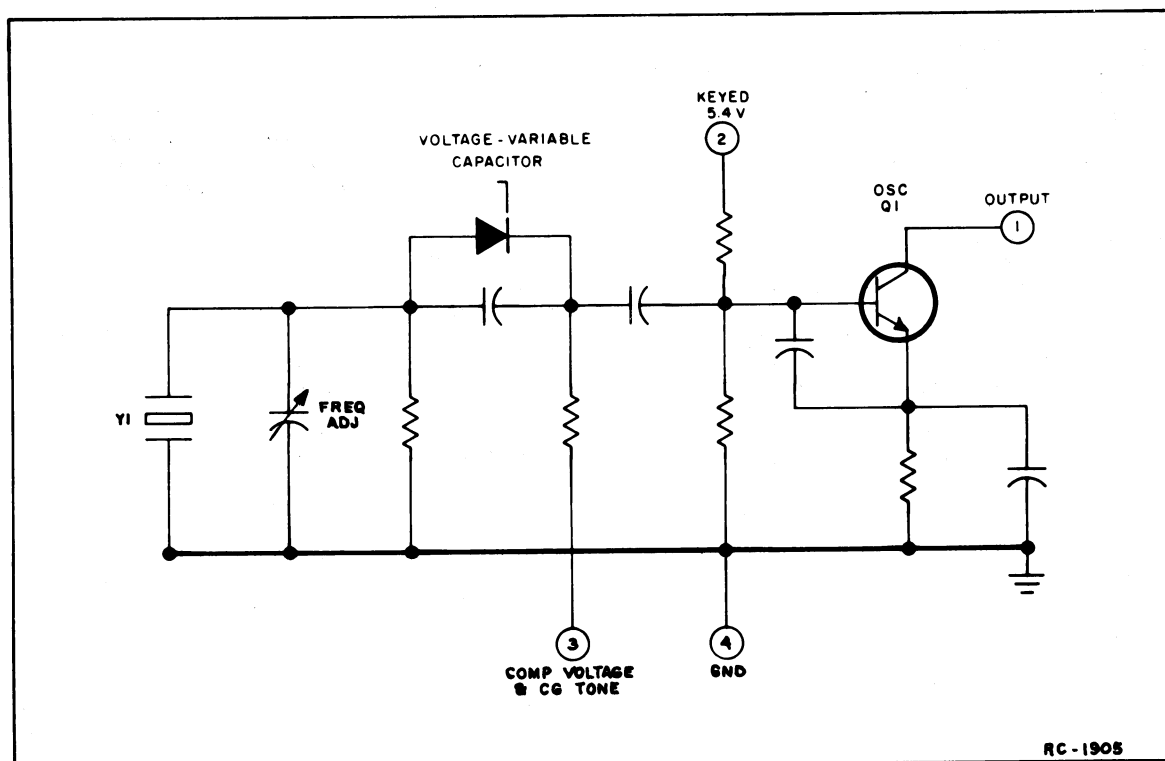 KEYED
5.4 V
2
VOLTAGE-VARIABLE
CAPACITOR
OSC
Q1
OUTPUT
1
Y1
FREQ
ADJ
3
COMP VOLTAGE
& CG TONE
4
GND
RC-1905